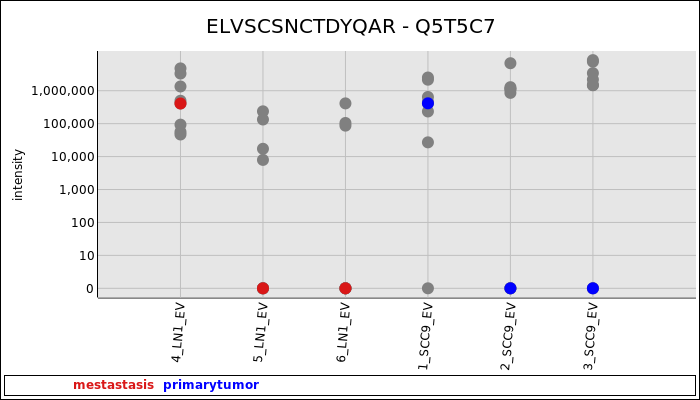 ELVSCSNCTDYQAR - Q5T5C7
intensity
1,000,000
100,000
10,000
1,000
100
10
0
4_LN1_EV
5_LN1_EV
6_LN1_EV
1_SCC9_EV
2_SCC9_EV
3_SCC9_EV
mestastasis primarytumor